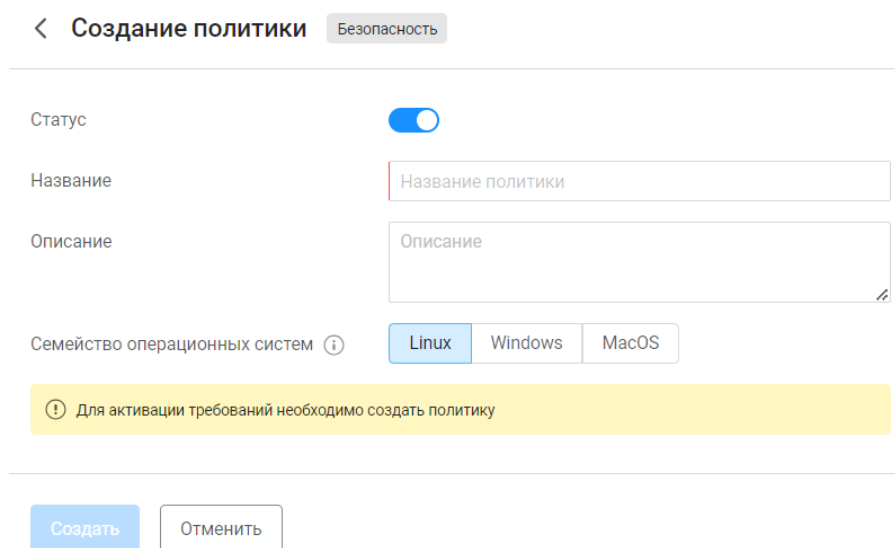 Создание политики Безопасность
Статус
Название Название политики
Описание Описание
Семейство операционных систем Linux Windows MacOS
Для активации требований необходимо создать политику
Создать Отменить